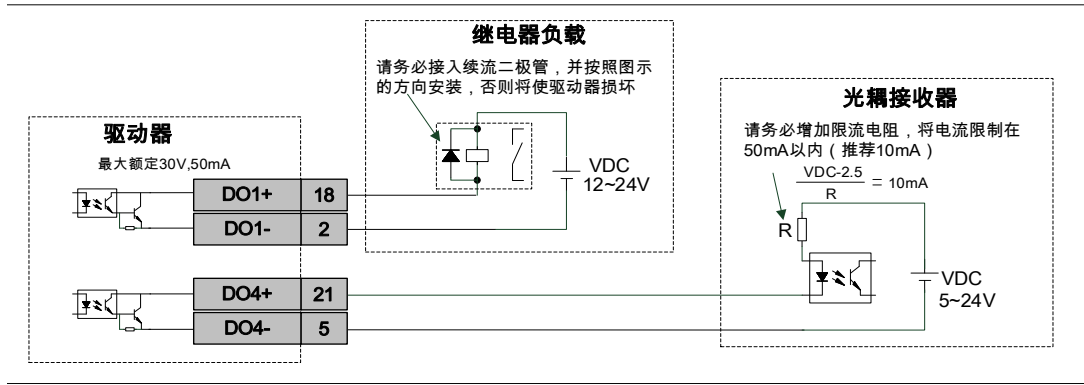 继电器负载
请务必接入续流二极管，并按照图示
的方向安装，否则将使驱动器损坏
VDC
12~24V
驱动器
最大额定30V,50mA
DO1+ 18
DO1- 2
DO4+ 21
DO4- 5
光耦接收器
请务必增加限流电阻，将电流限制在
50mA以内（推荐10mA）
VDC-2.5
R
= 10mA
R
VDC
5~24V